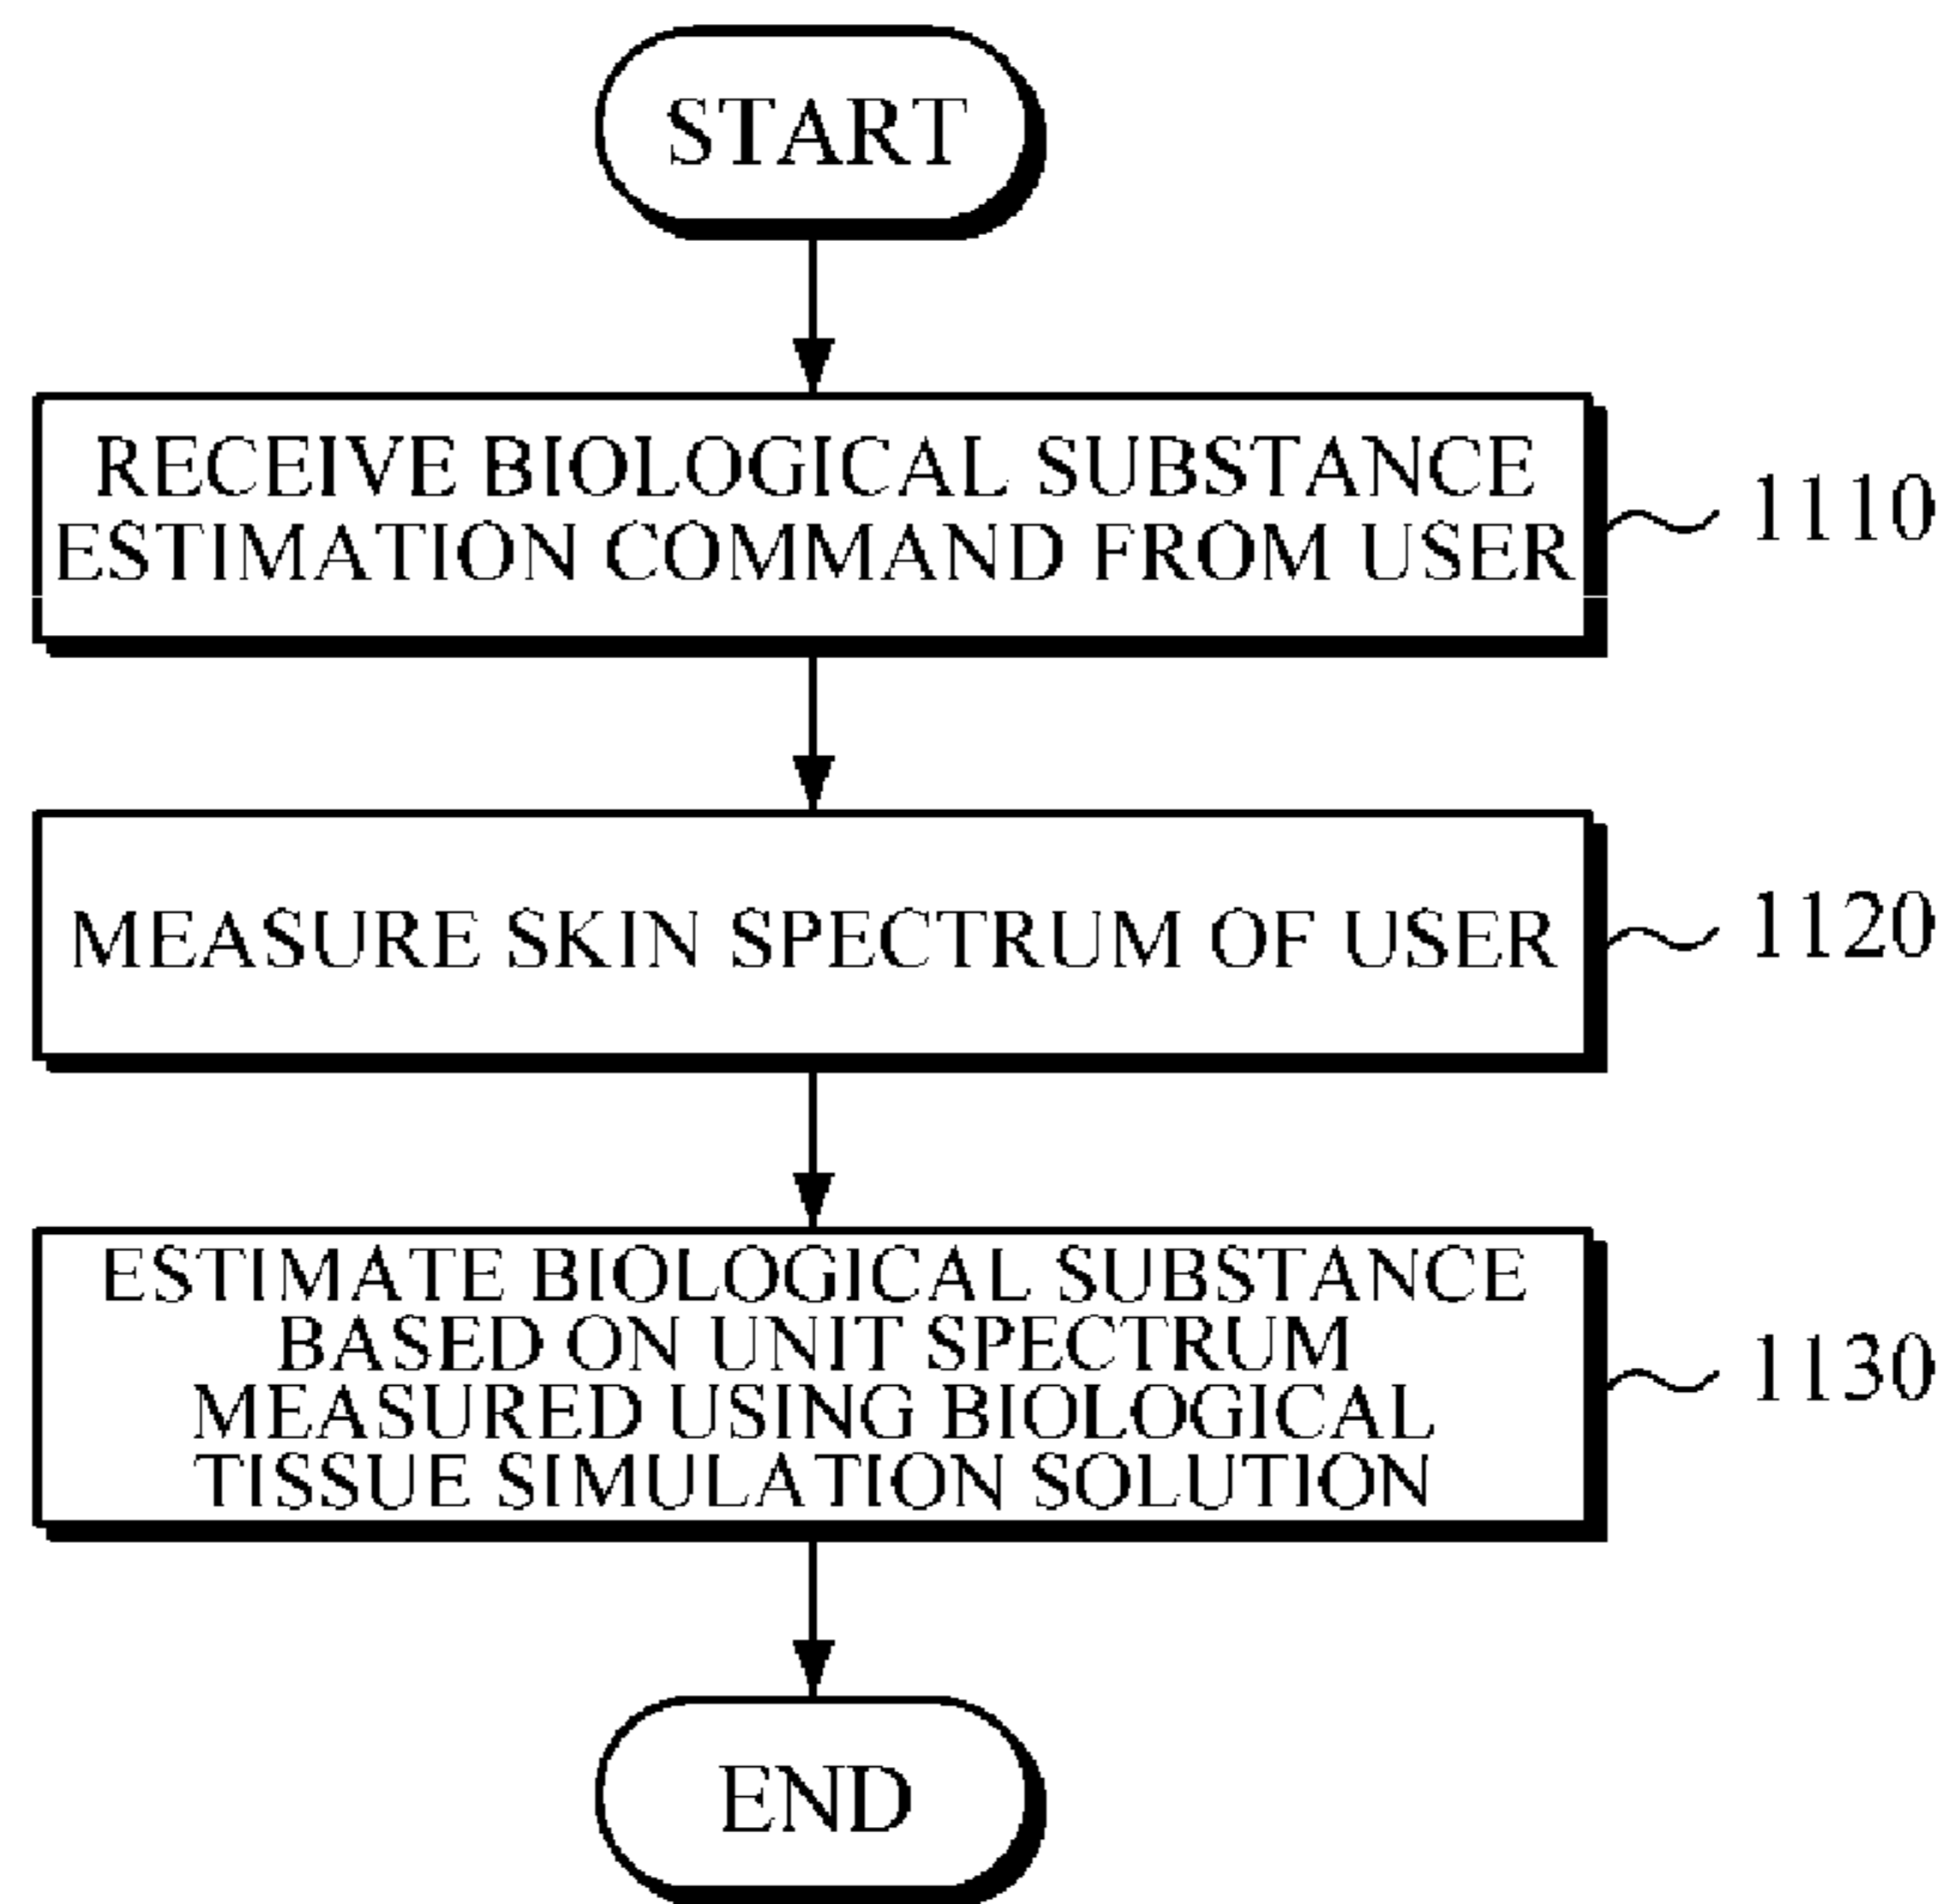 START
RECEIVE BIOLOGICAL SUBSTANCE
ESTIMATION COMMAND FROM USER
1110
MEASURE SKIN SPECTRUM OF USER
1120
ESTIMATE BIOLOGICAL SUBSTANCE
BASED ON UNIT SPECTRUM
MEASURED USING BIOLOGICAL
TISSUE SIMULATION SOLUTION
1130
END